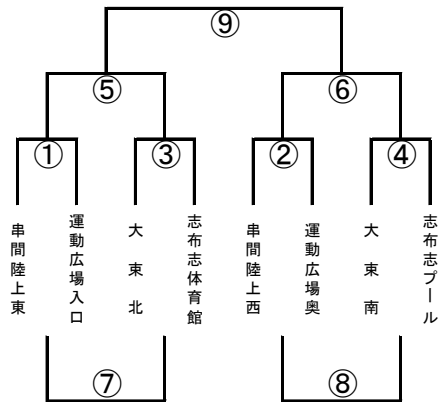 ⑨
⑤
⑥
①
③
②
④
串間陸上東
運動広場入口
大東北
志布志体育館
串間陸上西
運動広場奥
大東南
志布志プール
⑦
⑧